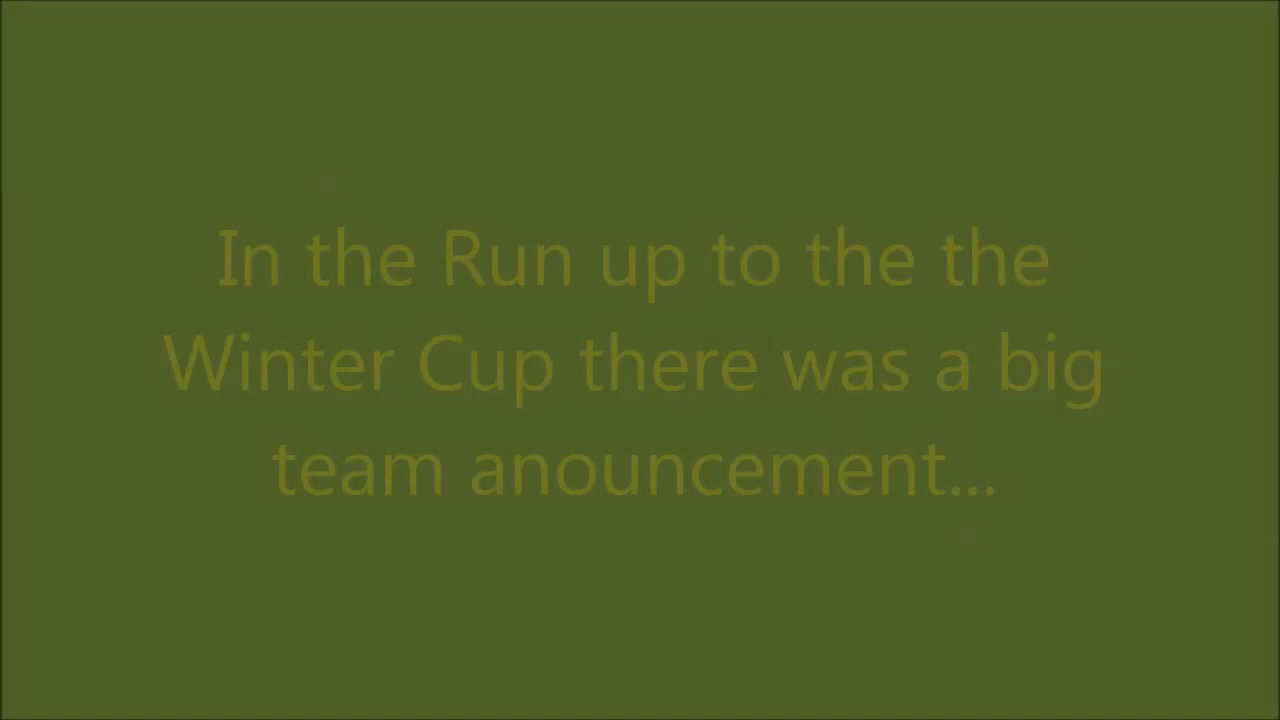 In the Run up to the the
Winter Cup there was a big
team anouncement...